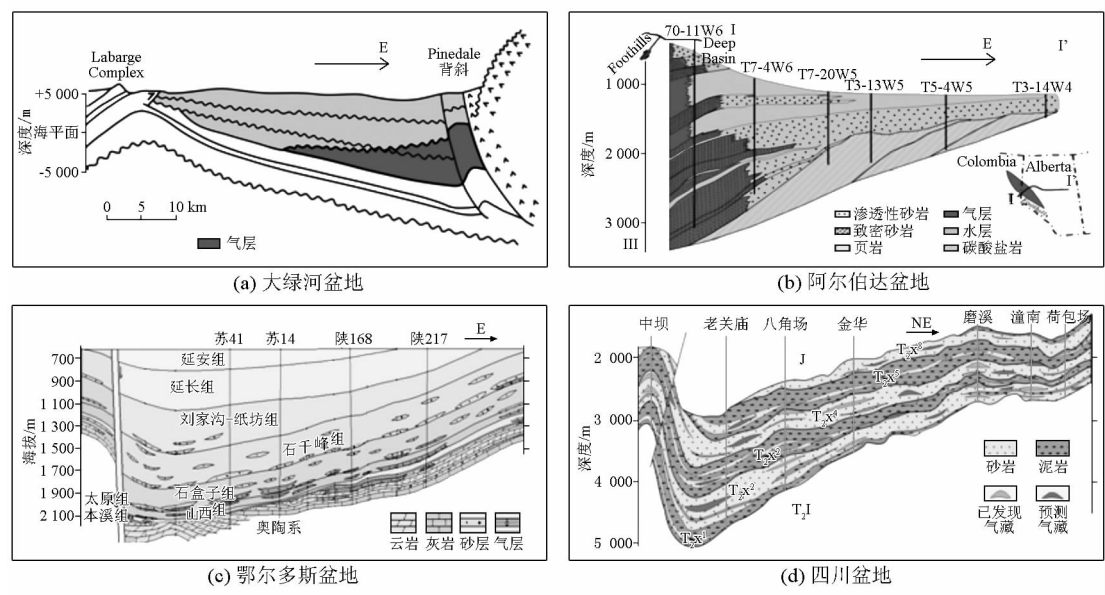 E
Labarge
Complex
Pinedale
背斜
+5 000
海平面
-5 000
深度/m
0 5 10 km
气层
(a) 大绿河盆地
70-11W6 I
Foothills
Deep
Basin
E
I’
T7-4W6
T7-20W5
T3-13W5
T5-4W5
T3-14W4
1 000
2 000
3 000
深度/m
III
Colombia
Alberta
I’
I
渗透性砂岩
气层
致密砂岩
水层
页岩
碳酸盐岩
(b) 阿尔伯达盆地
苏41
苏14
陕168
陕217
E
700
900
1 100
1 300
1 500
1 700
1 900
2 100
海拔/m
延安组
延长组
刘家沟-纸坊组
石千峰组
石盒子组
太原组
山西组
本溪组
奥陶系
云岩
灰岩
砂层
气层
(c) 鄂尔多斯盆地
中坝
老关庙
八角场
金华
NE
磨溪
潼南
荷包场
2 000
3 000
4 000
5 000
深度/m
J
T₂x⁵
T₂x⁴
T₂x²
T₂x²
T₂x¹
T₂I
砂岩
泥岩
已发现
气藏
预测
气藏
(d) 四川盆地